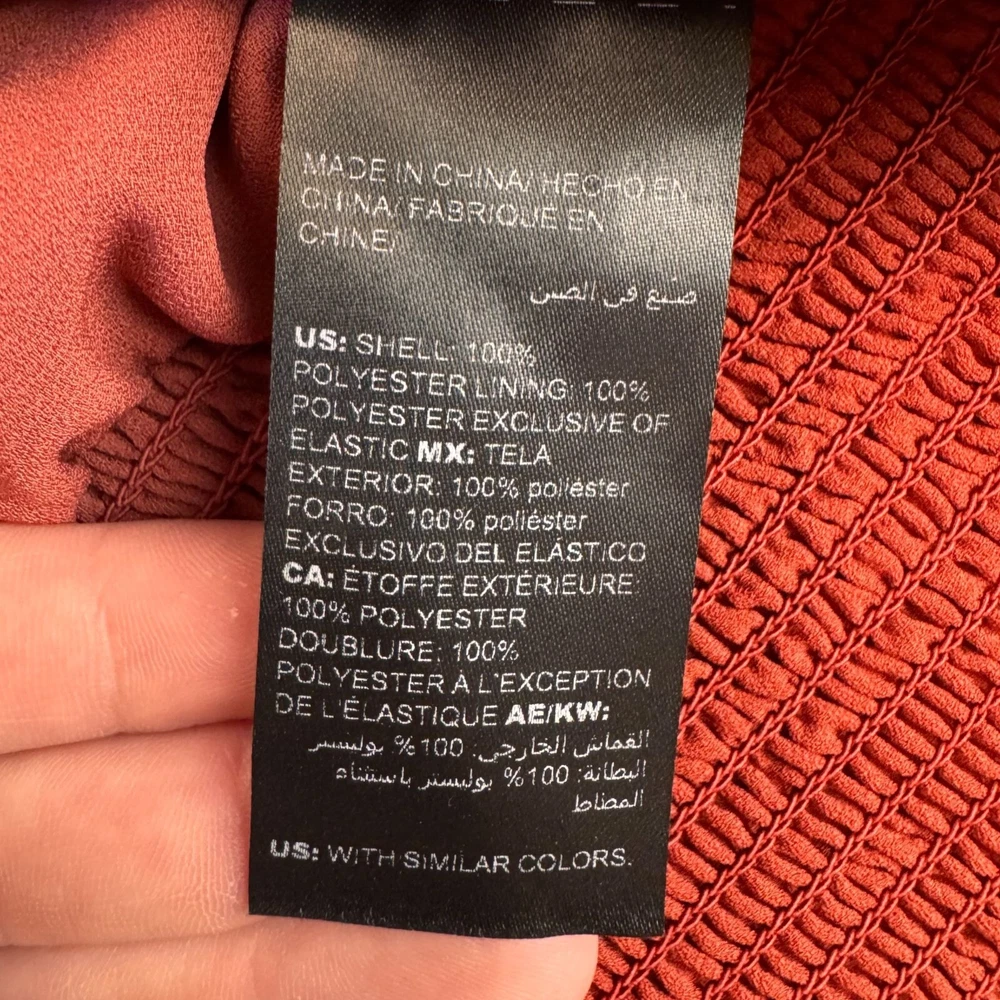 MADE IN CHINA/ HECHO EN
CHINA/ FABRIQUE EN
CHINE/
صنع في الصين
US: SHELL: 100%
POLYESTER LINING: 100%
POLYESTER EXCLUSIVE OF
ELASTIC MX: TELA
EXTERIOR: 100% poliéster
FORRO: 100% poliéster
EXCLUSIVO DEL ELÁSTICO
CA: ÉTOFFE EXTÉRIEURE
100% POLYESTER
DOUBLURE: 100%
POLYESTER À L'EXCEPTION
DE L'ÉLASTIQUE AE/KW:
القماش الخارجي: 100% بوليستر
البطانة: 100% بوليستر باستثناء
المطاط
US: WITH SIMILAR COLORS.